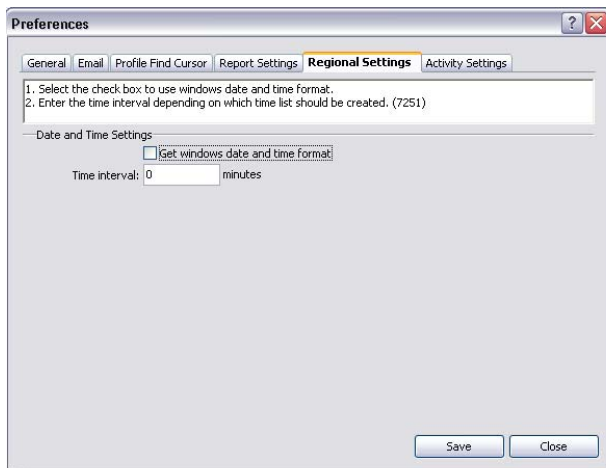 Preferences
?
General Email Profile Find Cursor Report Settings Regional Settings Activity Settings
1. Select the check box to use windows date and time format.
2. Enter the time interval depending on which time list should be created. (7251)
Date and Time Settings
Get windows date and time format
Time interval: 0 minutes
Save Close